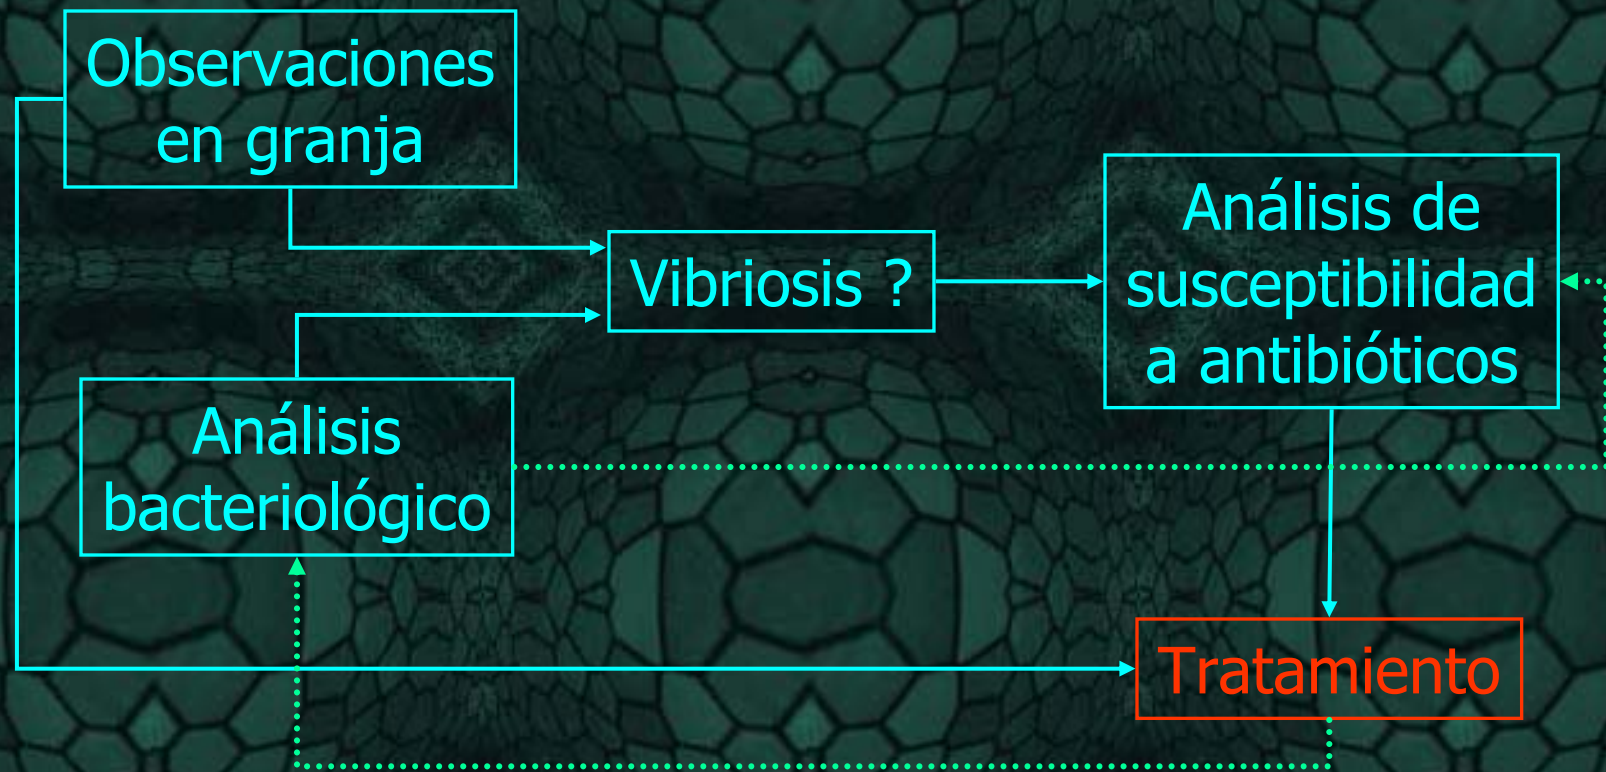 Observaciones
en granja
Vibriosis ?
Análisis de
susceptibilidad
a antibióticos
Análisis
bacteriológico
Tratamiento